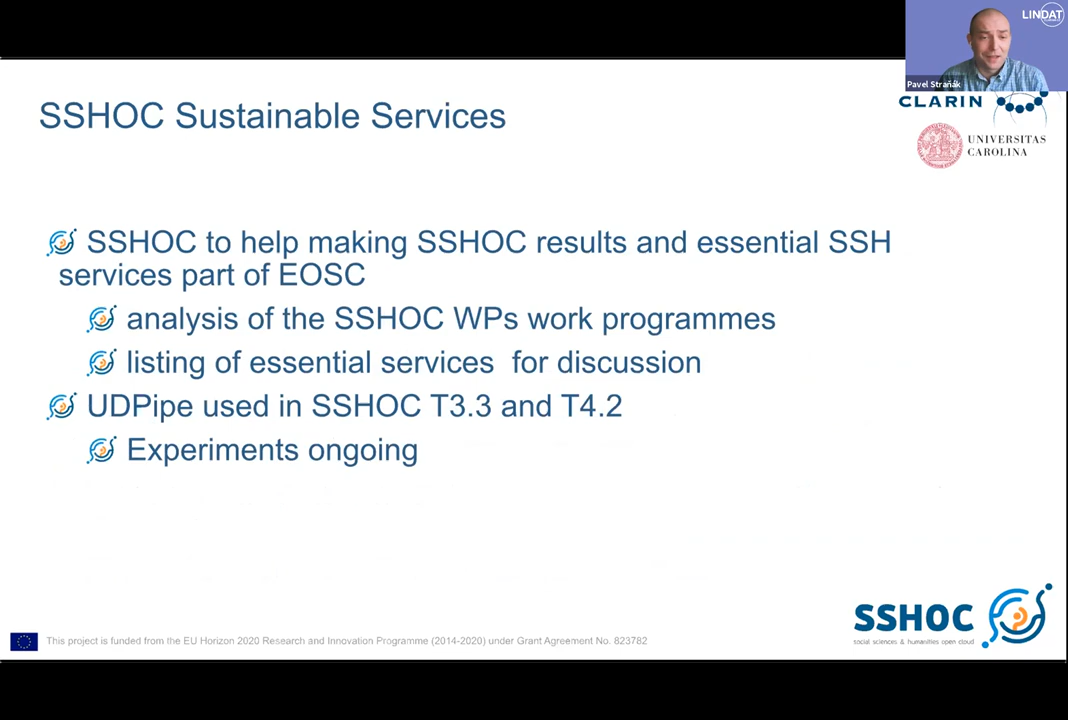 LINDAT
Pavel Straňák
CLARIN
UNIVERSITAS
CAROLINA
SSHOC Sustainable Services
SSHOC to help making SSHOC results and essential SSH
services part of EOSC
analysis of the SSHOC WPs work programmes
listing of essential services for discussion
UDPipe used in SSHOC T3.3 and T4.2
Experiments ongoing
SSHOC
social sciences & humanities open cloud
This project is funded from the EU Horizon 2020 Research and Innovation Programme (2014-2020) under Grant Agreement No. 823782